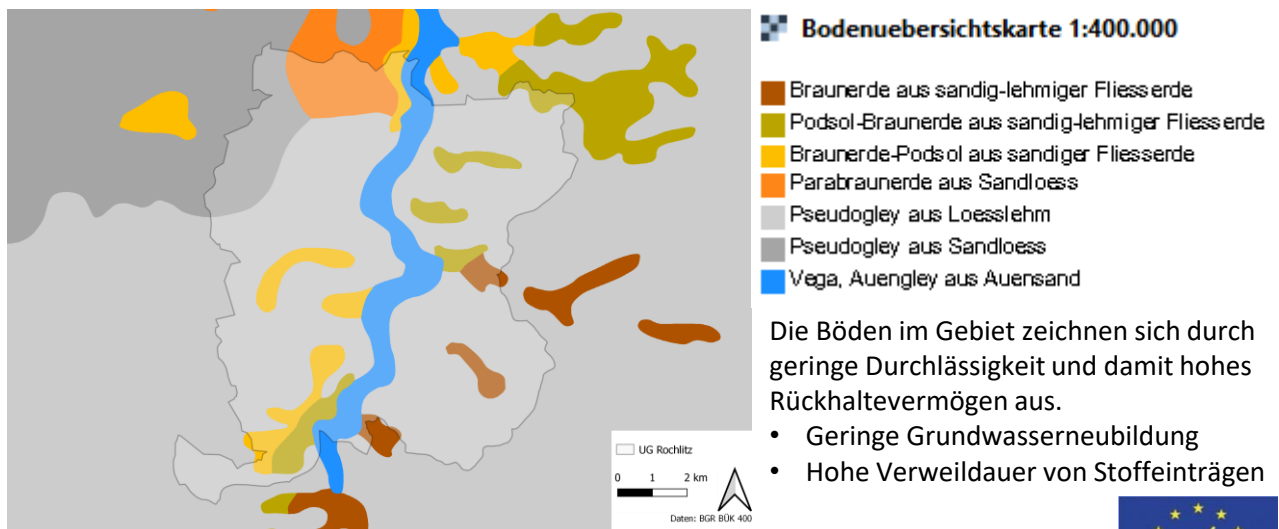 Bodenuebersichtskarte 1:400.000
Braunerde aus sandig-lehmiger Fliesserde
Podsol-Braunerde aus sandig-lehmiger Fliesserde
Braunerde-Podsol aus sandiger Fliesserde
Parabraunerde aus Sandloess
Pseudogley aus Loesslehm
Pseudogley aus Sandloess
Vega, Auengley aus Auensand
Die Böden im Gebiet zeichnen sich durch
geringe Durchlässigkeit und damit hohes
Rückhaltevermögen aus.
• Geringe Grundwasserneubildung
• Hohe Verweildauer von Stoffeinträgen
UG Rochlitz
0 1 2 km
Daten: BGR BÜK 400